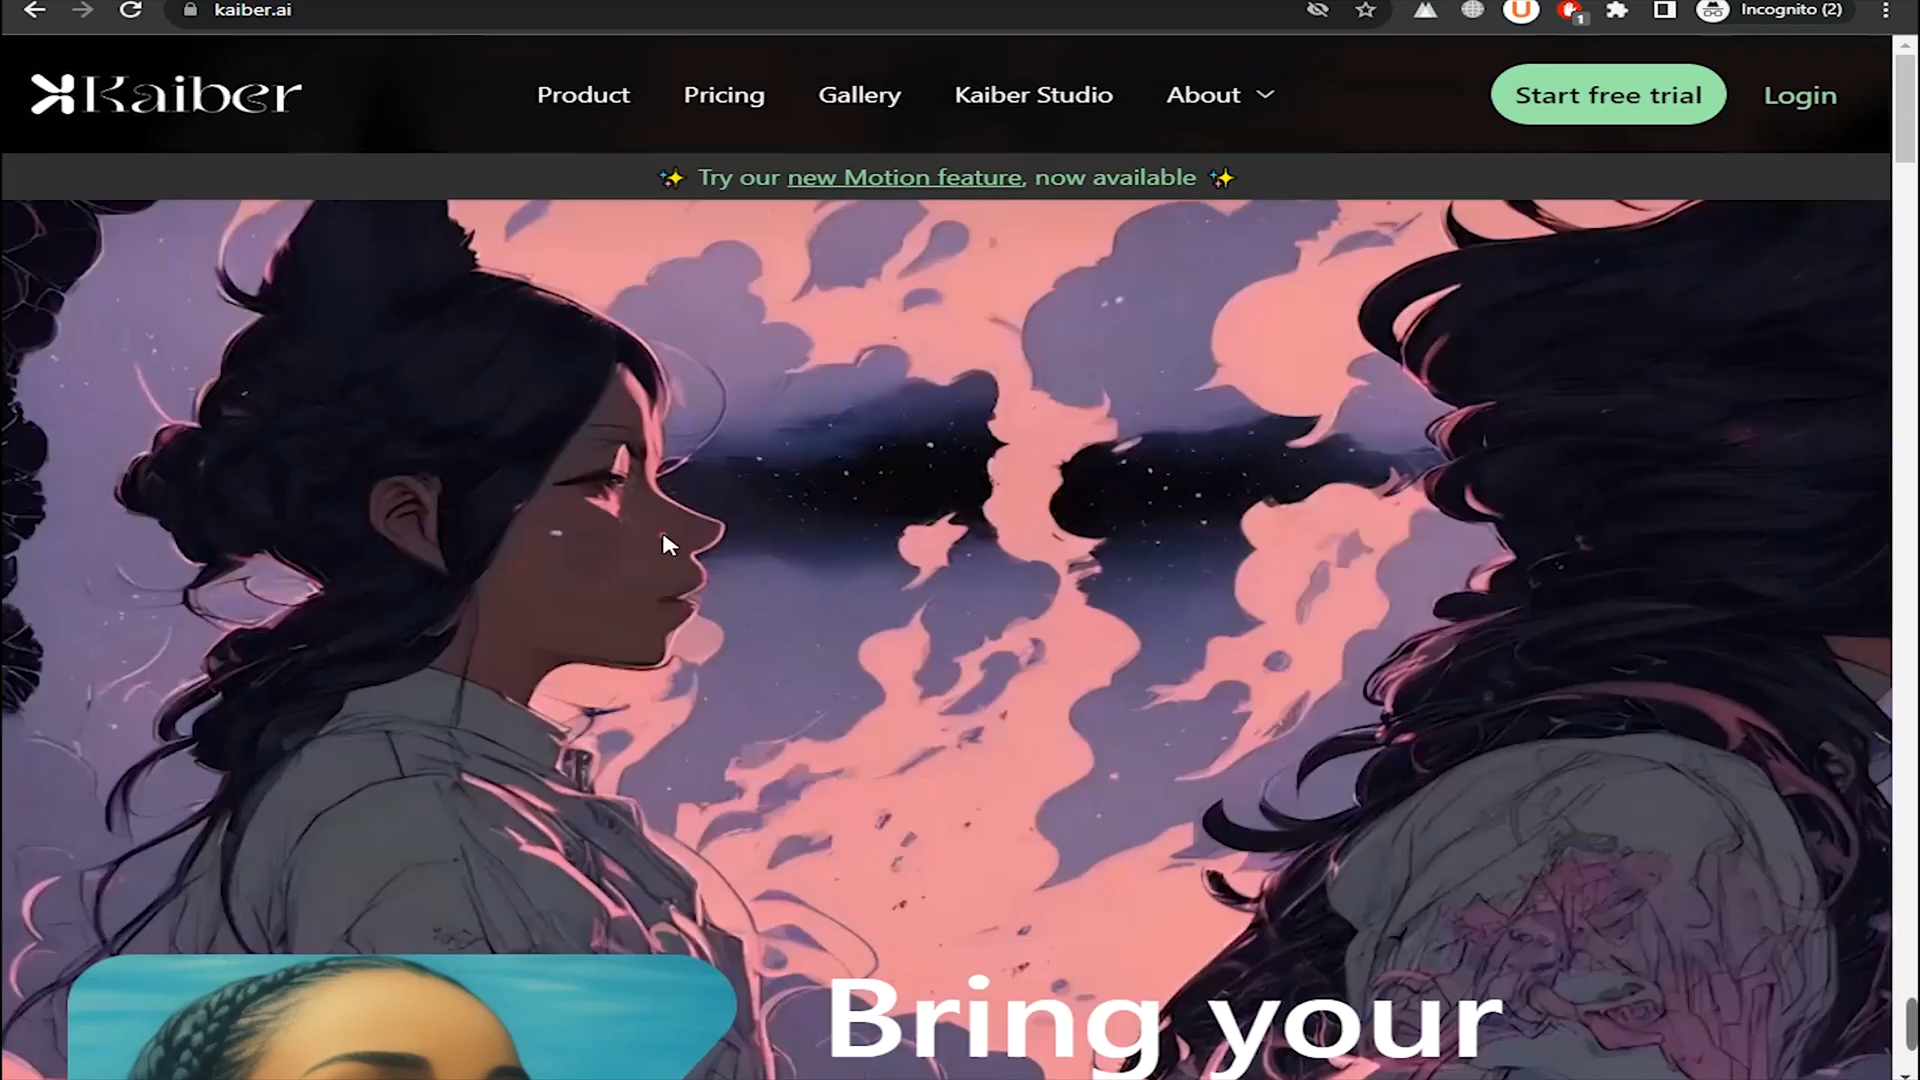 kaiber.ai
1
Incognito (2)
Kaiber
Product
Pricing
Gallery
Kaiber Studio
About
Start free trial
Login
✨ Try our new Motion feature, now available ✨
Bring your